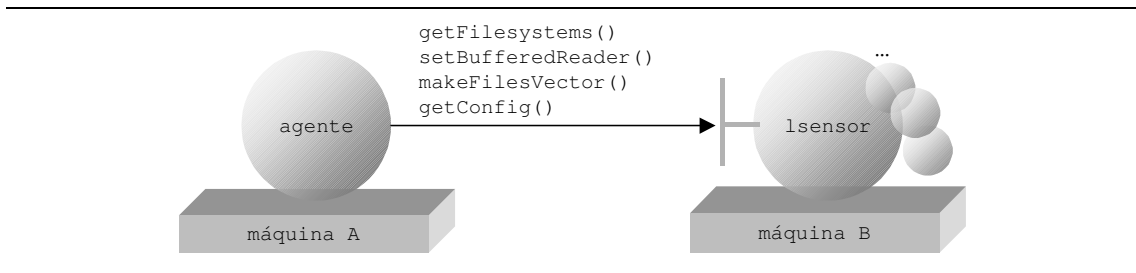 getFilesystems()
setBufferedReader()
makeFilesVector()
getConfig()
...
agente
lsensor
máquina A
máquina B